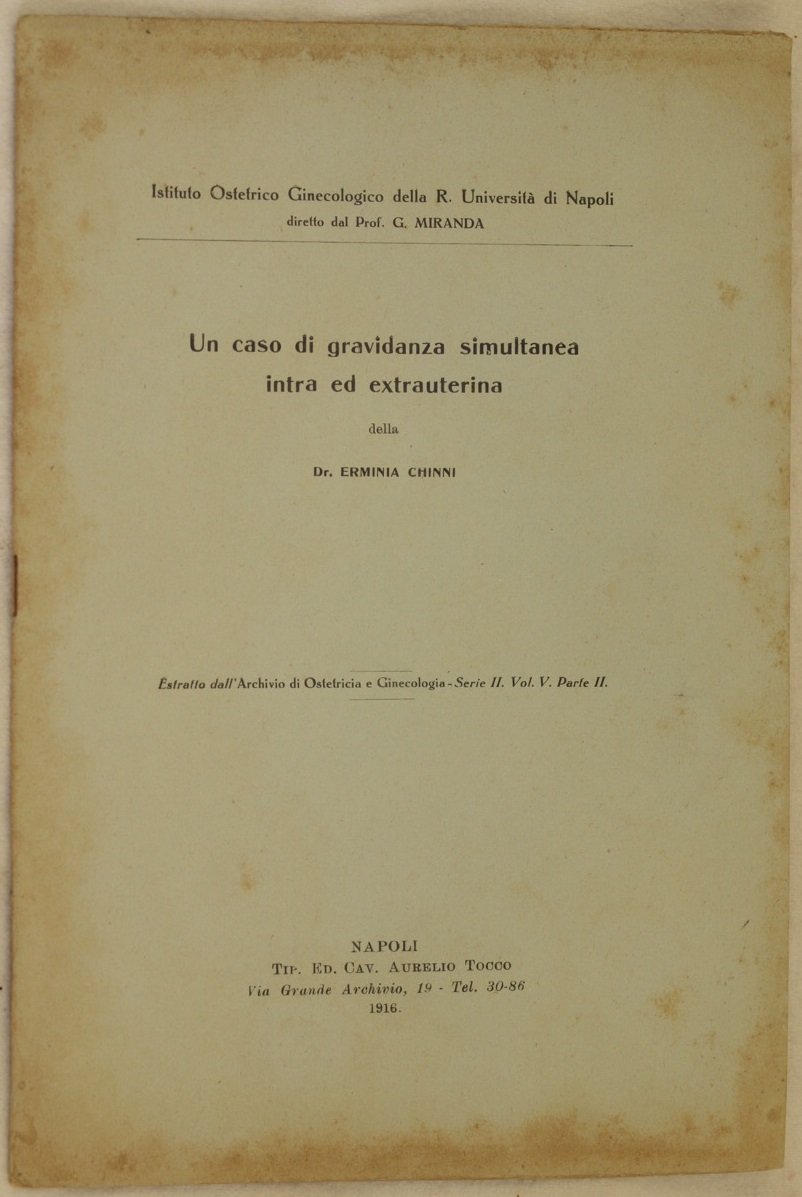 Istituto Ostetrico Ginecologico della R. Università di Napoli
diretto dal Prof. G. MIRANDA
Un caso di gravidanza simultanea
intra ed extrauterina
della
Dr. ERMINIA CHINNI
Estratto dall'Archivio di Ostetricia e Ginecologia - Serie II. Vol. V. Parte II.
NAPOLI
TIP. ED. CAV. AURELIO TOCCO
Via Grande Archivio, 19 - Tel. 30-86
1916.